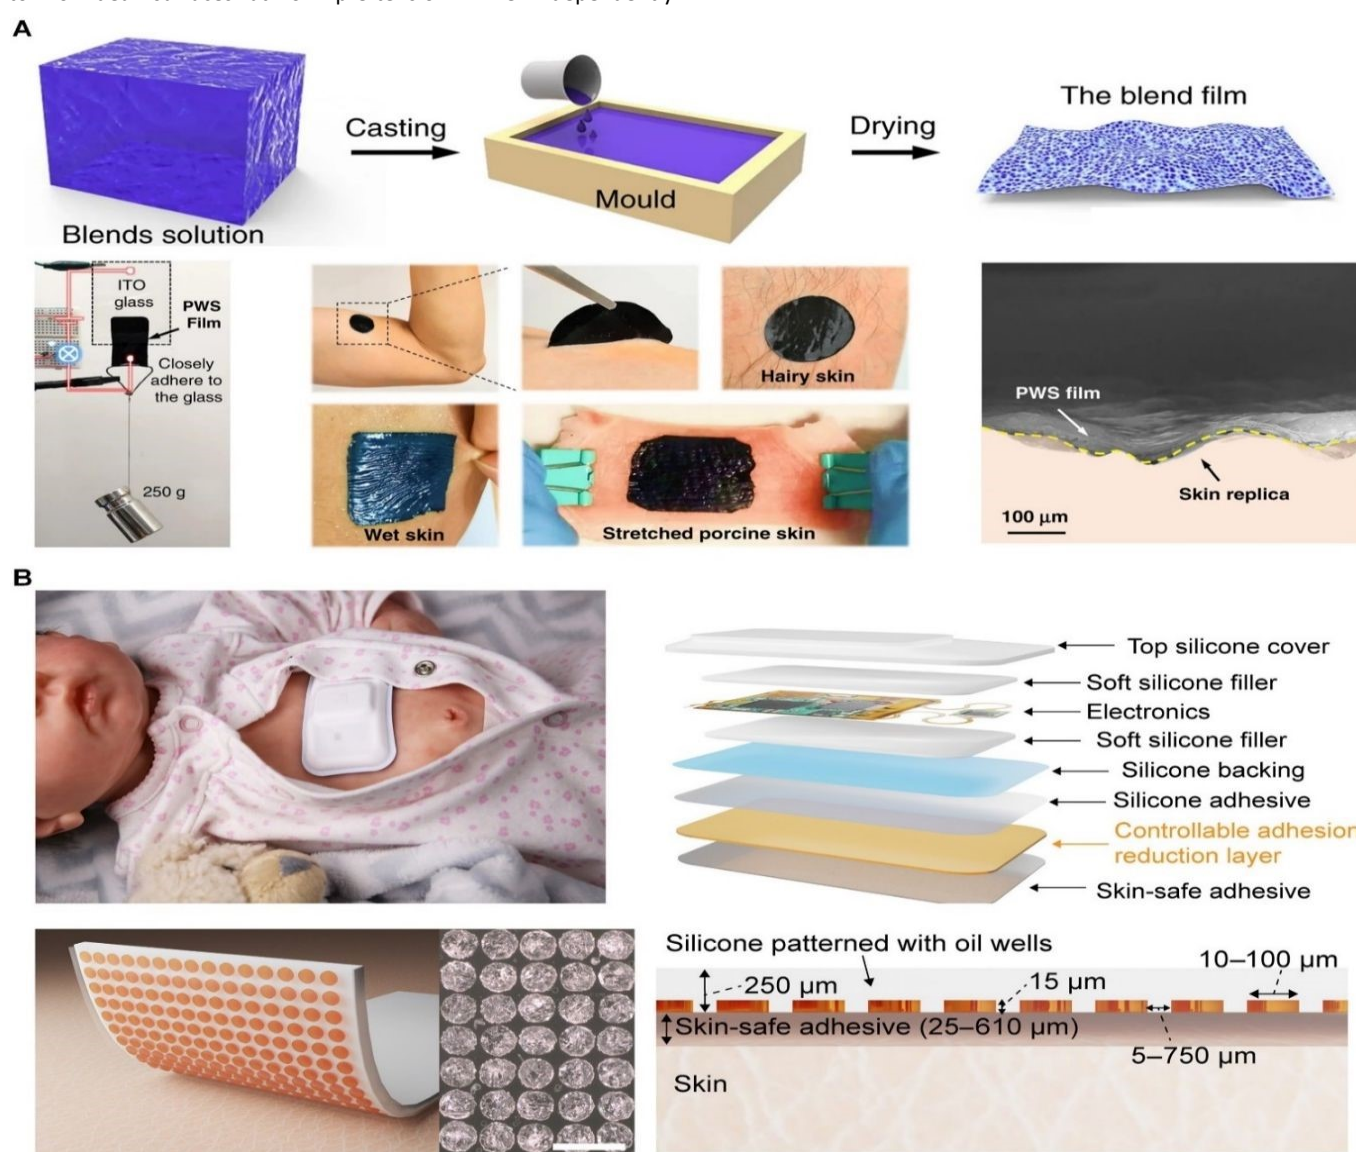 A
Casting
Mould
Drying
The blend film
Blends solution
ITO
glass
PWS
Film
Closely
adhere to
the glass
250 g
Hairy skin
Wet skin
Stretched porcine skin
PWS film
Skin replica
100 μm
B
Top silicone cover
Soft silicone filler
Electronics
Soft silicone filler
Silicone backing
Silicone adhesive
Controllable adhesion
reduction layer
Skin-safe adhesive
Silicone patterned with oil wells
250 μm
15 μm
10–100 μm
Skin-safe adhesive (25–610 μm)
5–750 μm
Skin